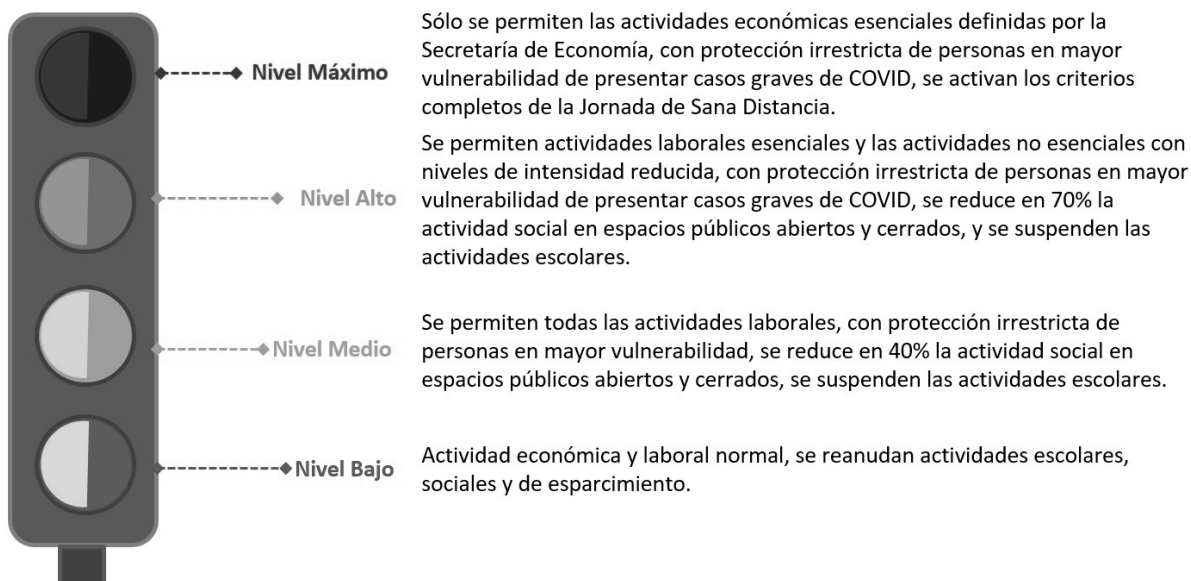 Nivel Máximo
Sólo se permiten las actividades económicas esenciales definidas por la
Secretaría de Economía, con protección irrestricta de personas en mayor
vulnerabilidad de presentar casos graves de COVID, se activan los criterios
completos de la Jornada de Sana Distancia.
Nivel Alto
Se permiten actividades laborales esenciales y las actividades no esenciales con
niveles de intensidad reducida, con protección irrestricta de personas en mayor
vulnerabilidad de presentar casos graves de COVID, se reduce en 70% la
actividad social en espacios públicos abiertos y cerrados, y se suspenden las
actividades escolares.
Nivel Medio
Se permiten todas las actividades laborales, con protección irrestricta de
personas en mayor vulnerabilidad, se reduce en 40% la actividad social en
espacios públicos abiertos y cerrados, se suspenden las actividades escolares.
Nivel Bajo
Actividad económica y laboral normal, se reanudan actividades escolares,
sociales y de esparcimiento.